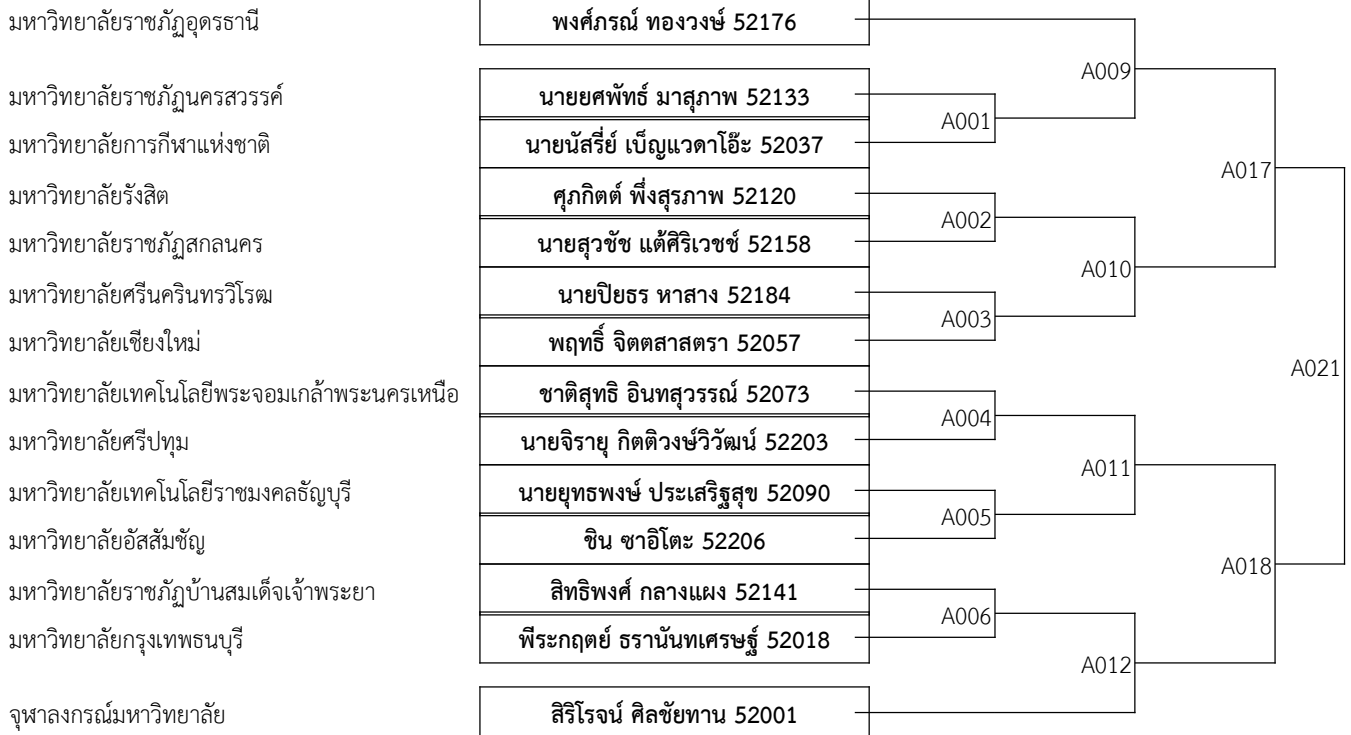 มหาวิทยาลัยราชภัฏอุดรธานี พงศ์ภรณ์ ทองวงษ์ 52176
A009
มหาวิทยาลัยราชภัฏนครสวรรค์ นายยศพัทธ์ มาสุภาพ 52133
A001
มหาวิทยาลัยการกีฬาแห่งชาติ นายนัสรี่ย์ เบ็ญแวดาโอ๊ะ 52037
A017
มหาวิทยาลัยรังสิต ศุภกิตต์ พึ่งสุรภาพ 52120
A002
มหาวิทยาลัยราชภัฏสกลนคร นายสุวชัช แต้ศิริเวชช์ 52158
A010
มหาวิทยาลัยศรีนครินทรวิโรฒ นายปิยธร หาสาง 52184
A003
มหาวิทยาลัยเชียงใหม่ พฤทธิ์ จิตตสาสตรา 52057
A021
มหาวิทยาลัยเทคโนโลยีพระจอมเกล้าพระนครเหนือ ชาติสุทธิ อินทสุวรรณ์ 52073
A004
มหาวิทยาลัยศรีปทุม นายจิรายุ กิตติวงษ์วิวัฒน์ 52203
A011
มหาวิทยาลัยเทคโนโลยีราชมงคลธัญบุรี นายยุทธพงษ์ ประเสริฐสุข 52090
A005
มหาวิทยาลัยอัสสัมชัญ ชิน ซาอิโตะ 52206
A018
มหาวิทยาลัยราชภัฏบ้านสมเด็จเจ้าพระยา สิทธิพงศ์ กลางแผง 52141
A006
มหาวิทยาลัยกรุงเทพธนบุรี พีระกฤตย์ ธรานันทเศรษฐ์ 52018
A012
จุฬาลงกรณ์มหาวิทยาลัย สิริโรจน์ ศิลชัยทาน 52001